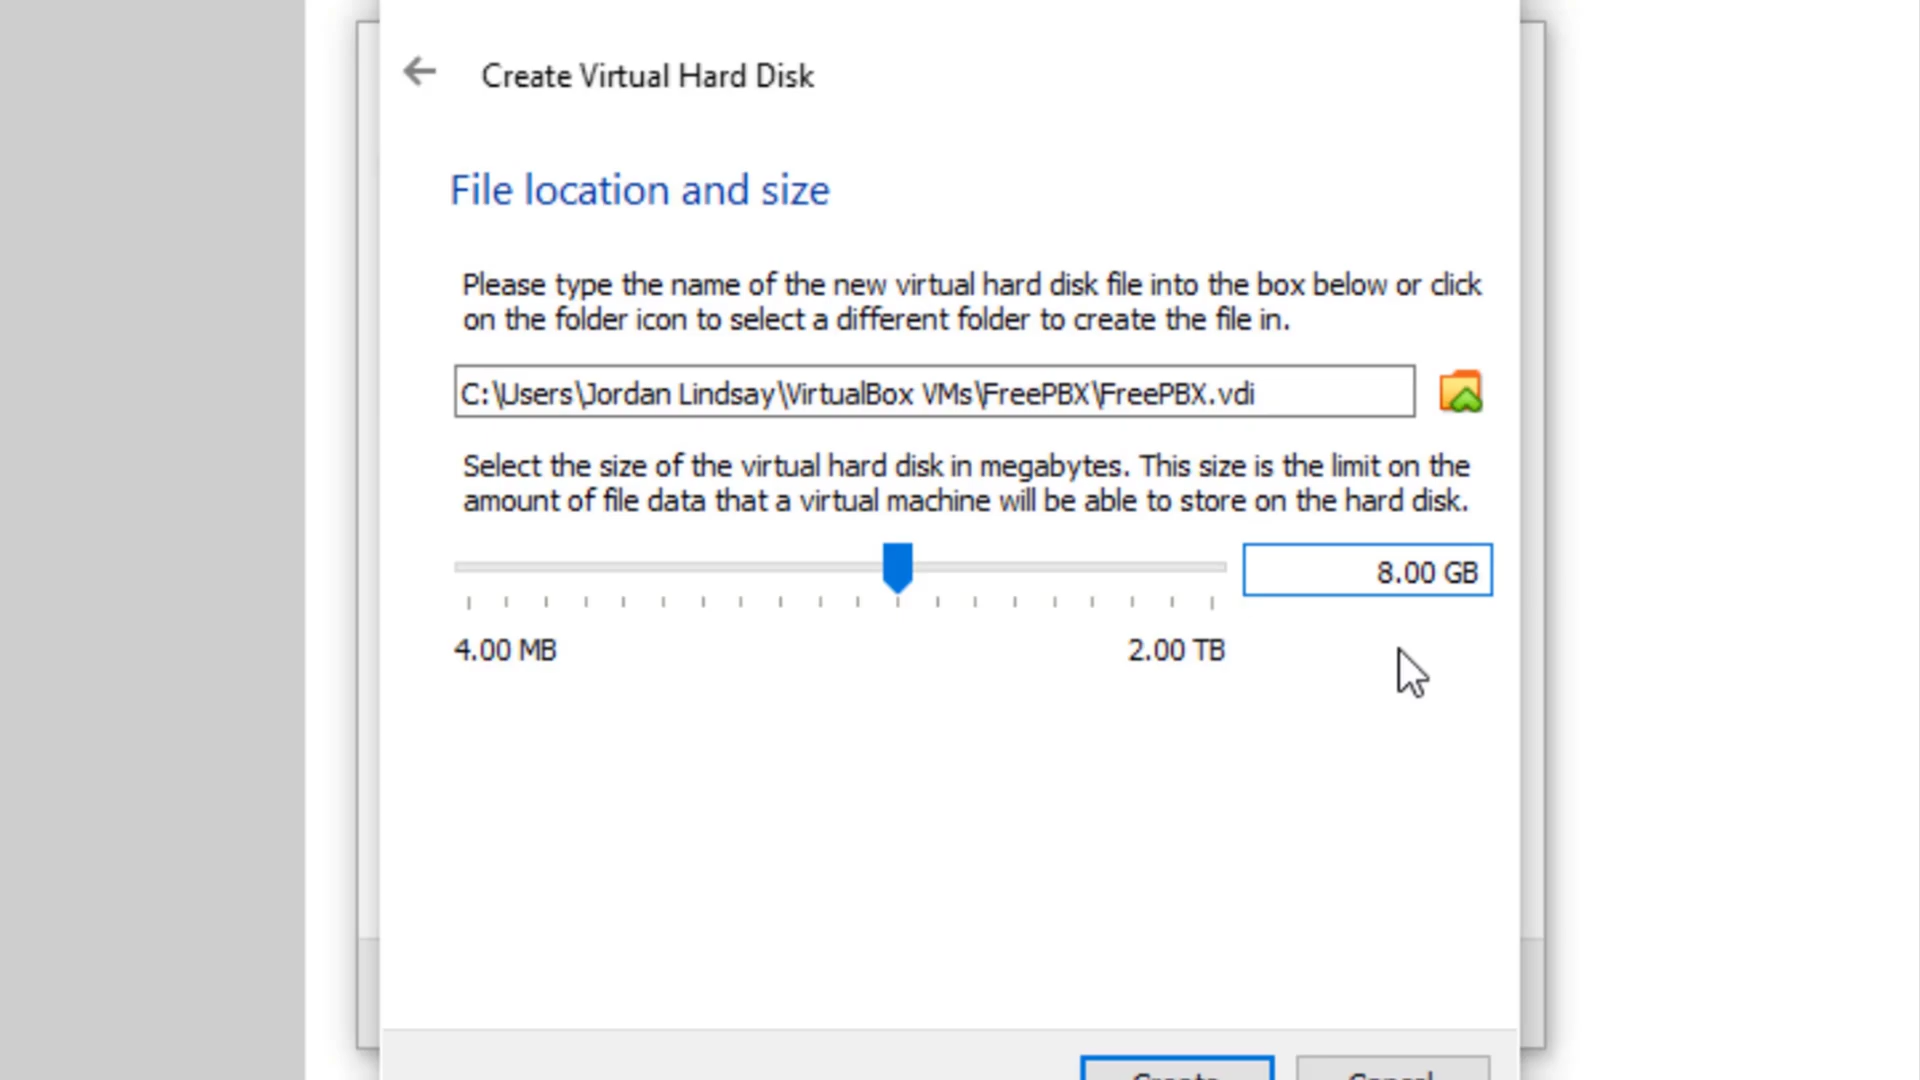 Create Virtual Hard Disk
File location and size
Please type the name of the new virtual hard disk file into the box below or click
on the folder icon to select a different folder to create the file in.
C:\Users\Jordan Lindsay\VirtualBox VMs\FreePBX\FreePBX.vdi
Select the size of the virtual hard disk in megabytes. This size is the limit on the
amount of file data that a virtual machine will be able to store on the hard disk.
8.00 GB
4.00 MB 2.00 TB
Create Cancel